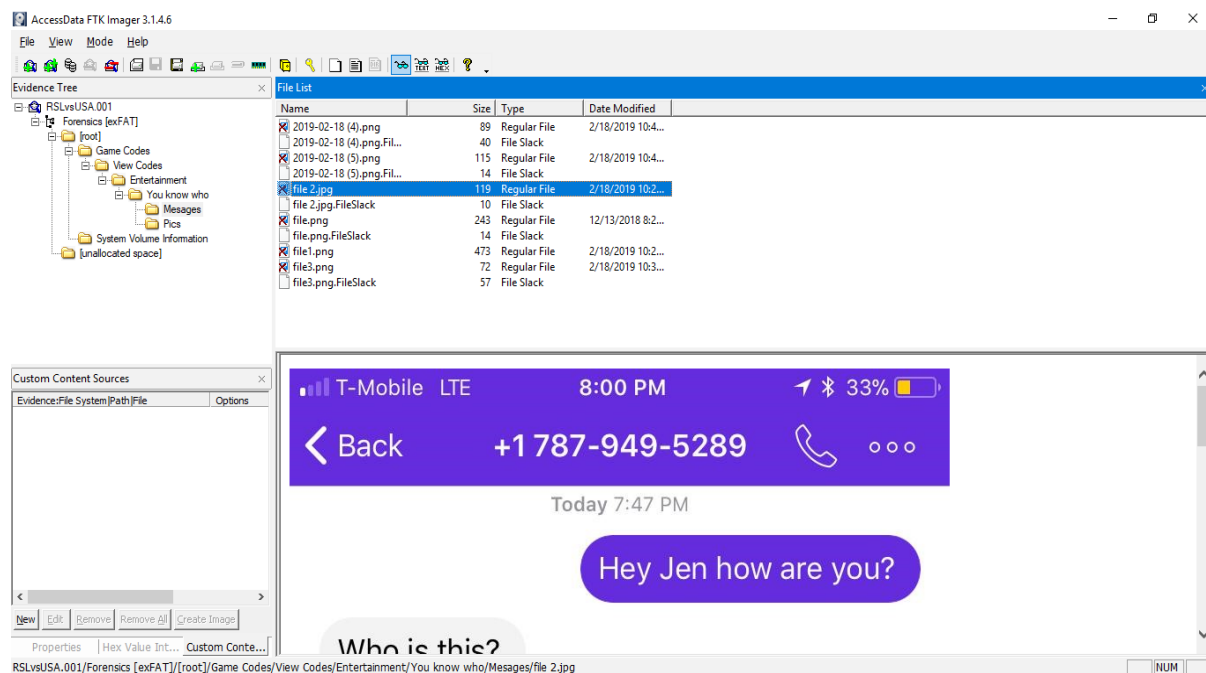 AccessData FTK Imager 3.1.4.6
File View Mode Help
Evidence Tree
RSLvsUSA.001
Forensics [exFAT]
[root]
Game Codes
View Codes
Entertainment
You know who
Mesages
Pics
System Volume Information
[unallocated space]
File List
Name Size Type Date Modified
2019-02-18 (4).png 89 Regular File 2/18/2019 10:4...
2019-02-18 (4).png.Fil... 40 File Slack
2019-02-18 (5).png 115 Regular File 2/18/2019 10:4...
2019-02-18 (5).png.Fil... 14 File Slack
file 2.jpg 119 Regular File 2/18/2019 10:2...
file 2.jpg.FileSlack 10 File Slack
file.png 243 Regular File 12/13/2018 8:2...
file.png.FileSlack 14 File Slack
file1.png 473 Regular File 2/18/2019 10:2...
file3.png 72 Regular File 2/18/2019 10:3...
file3.png.FileSlack 57 File Slack
Custom Content Sources
Evidence:File System|Path|File Options
New Edit Remove Remove All Create Image
Properties Hex Value Int... Custom Conte...
T-Mobile LTE 8:00 PM 33%
Back +1 787-949-5289
Today 7:47 PM
Hey Jen how are you?
Who is this?
RSLvsUSA.001/Forensics [exFAT]/[root]/Game Codes/View Codes/Entertainment/You know who/Mesages/file 2.jpg
NUM